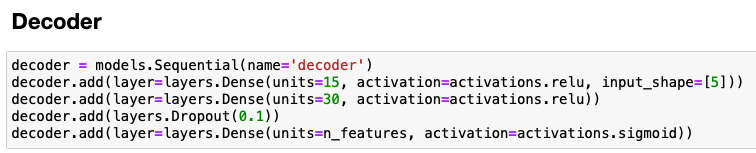 Decoder
decoder = models.Sequential(name='decoder')
decoder.add(layer=layers.Dense(units=15, activation=activations.relu, input_shape=[5]))
decoder.add(layer=layers.Dense(units=30, activation=activations.relu))
decoder.add(layers.Dropout(0.1))
decoder.add(layer=layers.Dense(units=n_features, activation=activations.sigmoid))